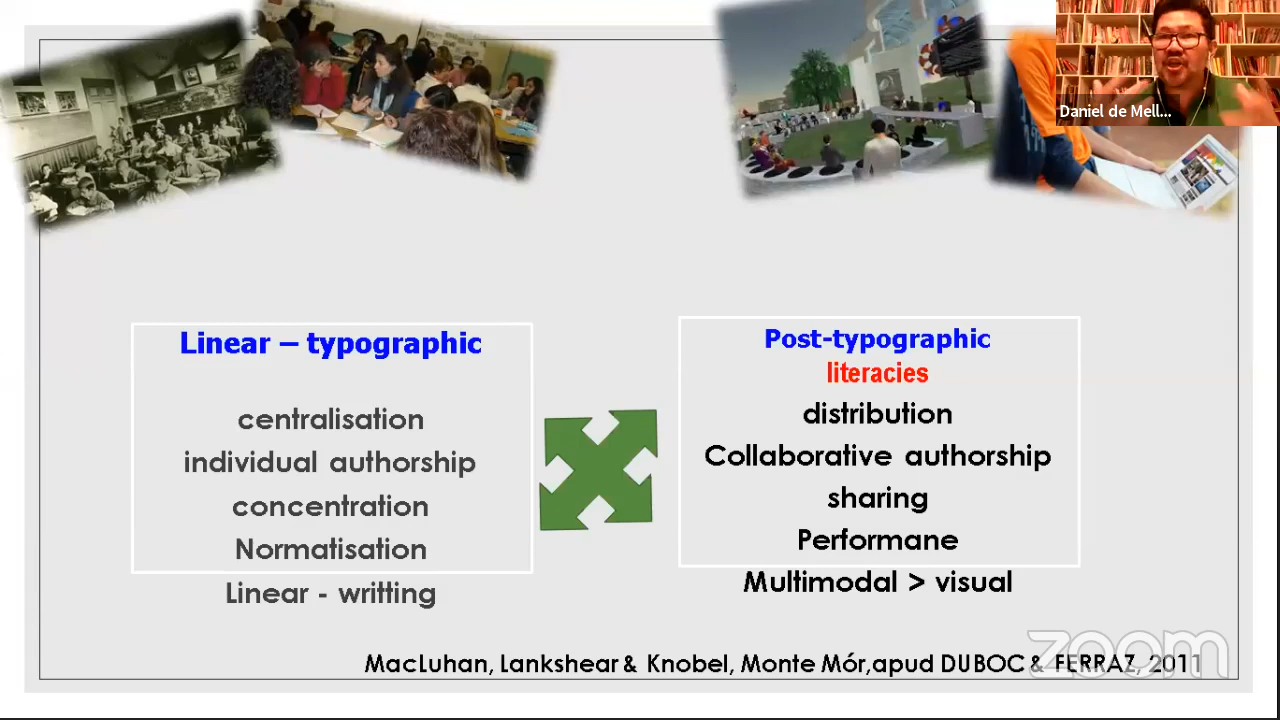 Daniel de Mell...
Linear – typographic
centralisation
individual authorship
concentration
Normatisation
Linear - writting
Post-typographic
literacies
distribution
Collaborative authorship
sharing
Performane
Multimodal > visual
MacLuhan, Lankshear & Knobel, Monte Mór,apud DUBOC & FERRAZ, 2011
zoom